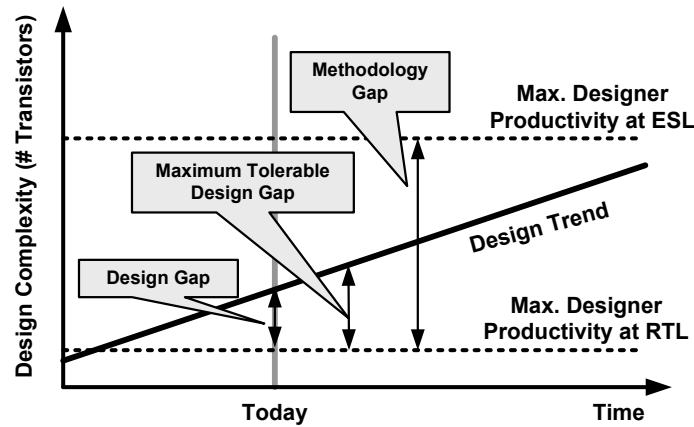 Design Complexity (# Transistors)
Methodology
Gap
Max. Designer
Productivity at ESL
Maximum Tolerable
Design Gap
Design Trend
Design Gap
Max. Designer
Productivity at RTL
Today
Time